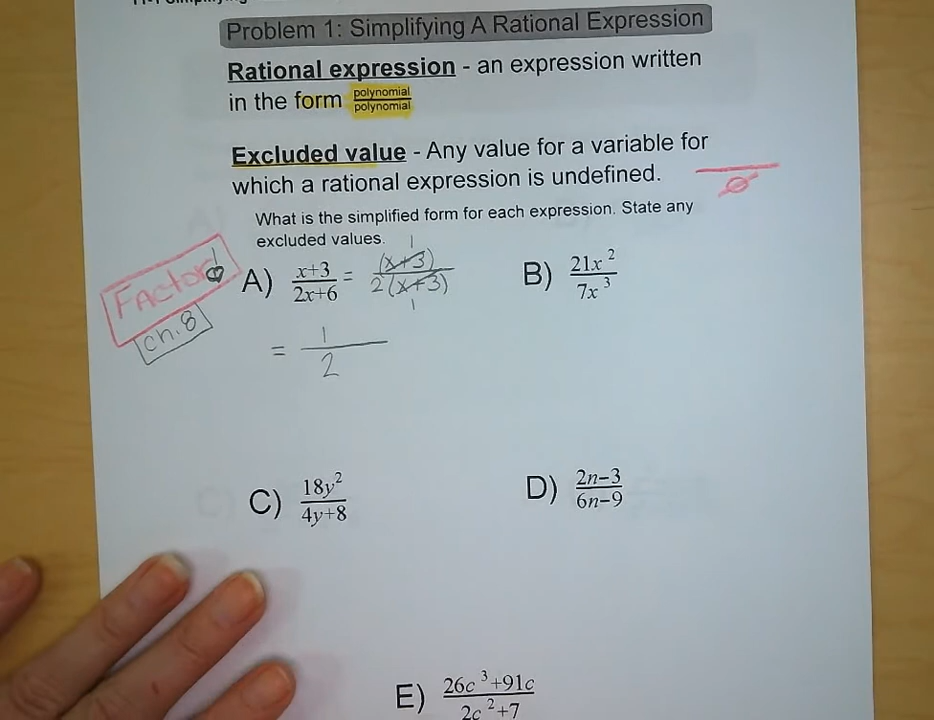 Problem 1: Simplifying A Rational Expression
Rational expression - an expression written
in the form polynomial/polynomial
Excluded value - Any value for a variable for
which a rational expression is undefined.
0
What is the simplified form for each expression. State any
excluded values.
Factor!
ch. 8
A) x+3/2x+6 = (x+3)/2(x+3) 1 1
= 1/2
B) 21x²/7x³
C) 18y²/4y+8
D) 2n−3/6n−9
E) 26c³+91c/2c²+7